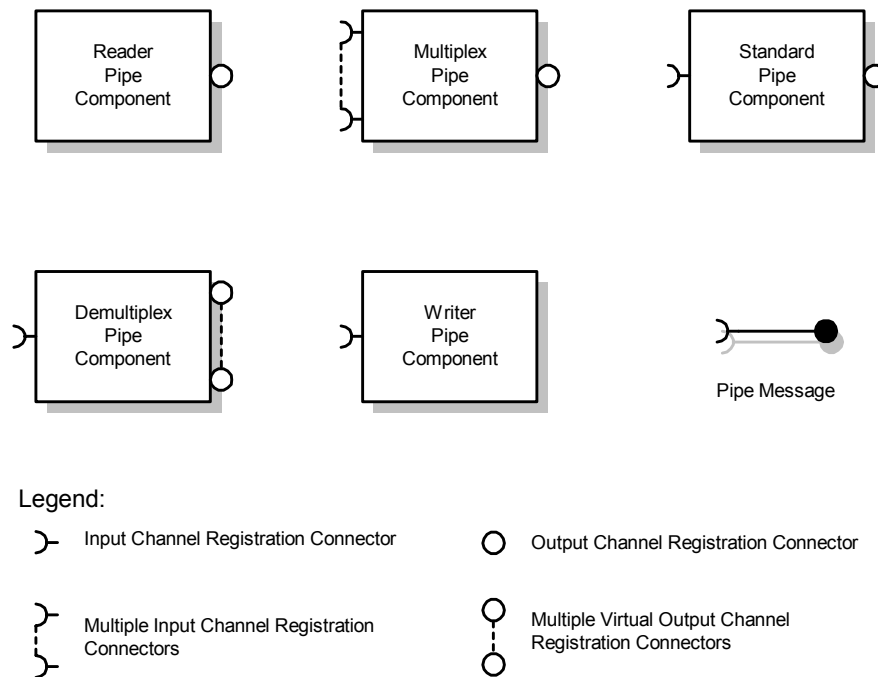 Reader
Pipe
Component
Multiplex
Pipe
Component
Standard
Pipe
Component
Demultiplex
Pipe
Component
Writer
Pipe
Component
Pipe Message
Legend:
Input Channel Registration Connector
Output Channel Registration Connector
Multiple Input Channel Registration
Connectors
Multiple Virtual Output Channel
Registration Connectors